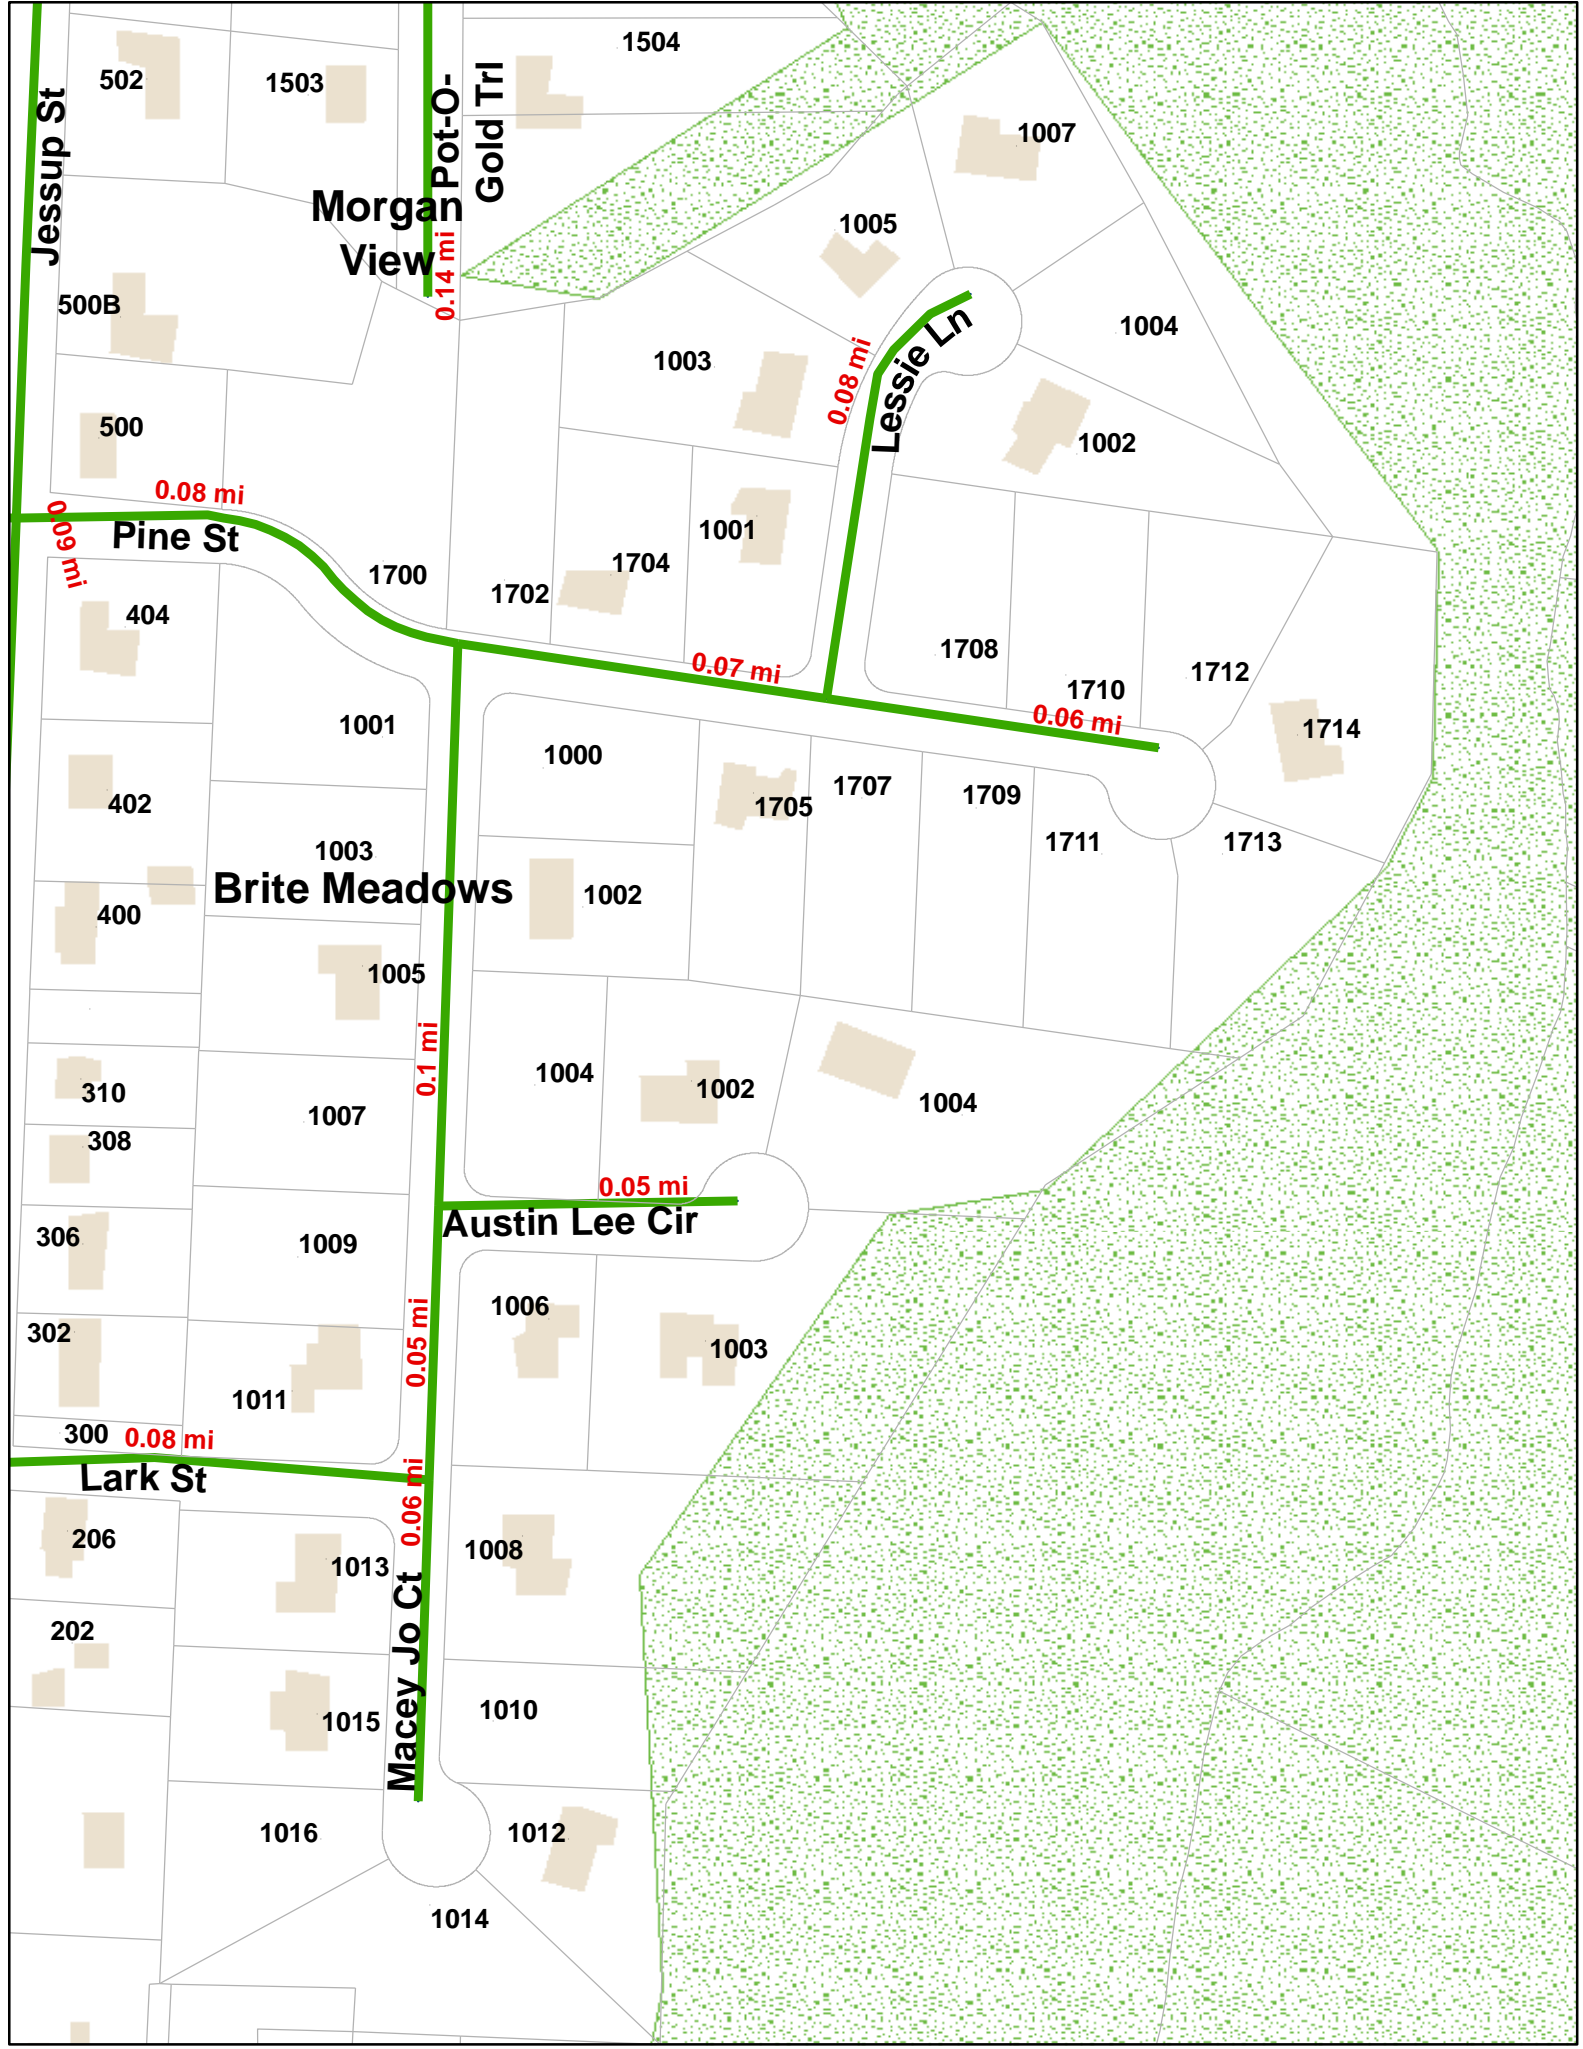 1504
502
1503
Pot-O-
Gold Trl
Jessup St
1007
Morgan
View
1005
0.14 mi
500B
1004
1003
0.08 mi
Lessie Ln
500
1002
0.08 mi
0.09 mi
Pine St
1001
1704
1700
1702
404
1708
0.07 mi
1712
1710
0.06 mi
1714
1001
1000
1707
1705
1709
402
1711
1713
1003
Brite Meadows
1002
400
1005
0.1 mi
1004
1002
310
1004
1007
308
0.05 mi
Austin Lee Cir
306
1009
1006
302
0.05 mi
1003
1011
300
0.08 mi
Lark St
0.06 mi
206
1008
1013
202
Macey Jo Ct
1010
1015
1016
1012
1014